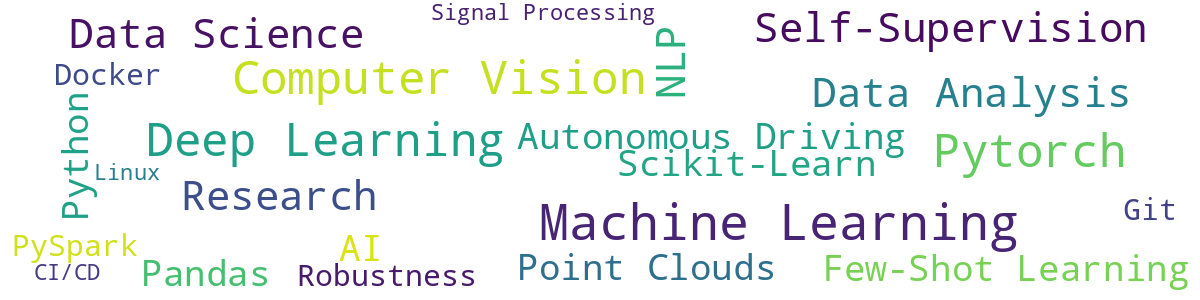 Signal Processing
Data Science
Self-Supervision
Docker
Computer Vision
NLP
Data Analysis
Python
Deep Learning
Autonomous Driving
Scikit-Learn
Pytorch
Linux
Research
Machine Learning
Git
PySpark
AI
CI/CD
Pandas
Robustness
Point Clouds
Few-Shot Learning